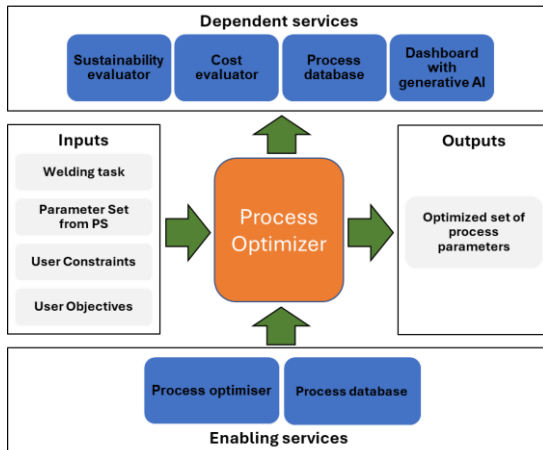 Dependent services
Sustainability
evaluator
Cost
evaluator
Process
database
Dashboard
with
generative AI
Inputs
Welding task
Parameter Set
from PS
User Constraints
User Objectives
Process
Optimizer
Outputs
Optimized set of
process
parameters
Process optimiser
Process database
Enabling services